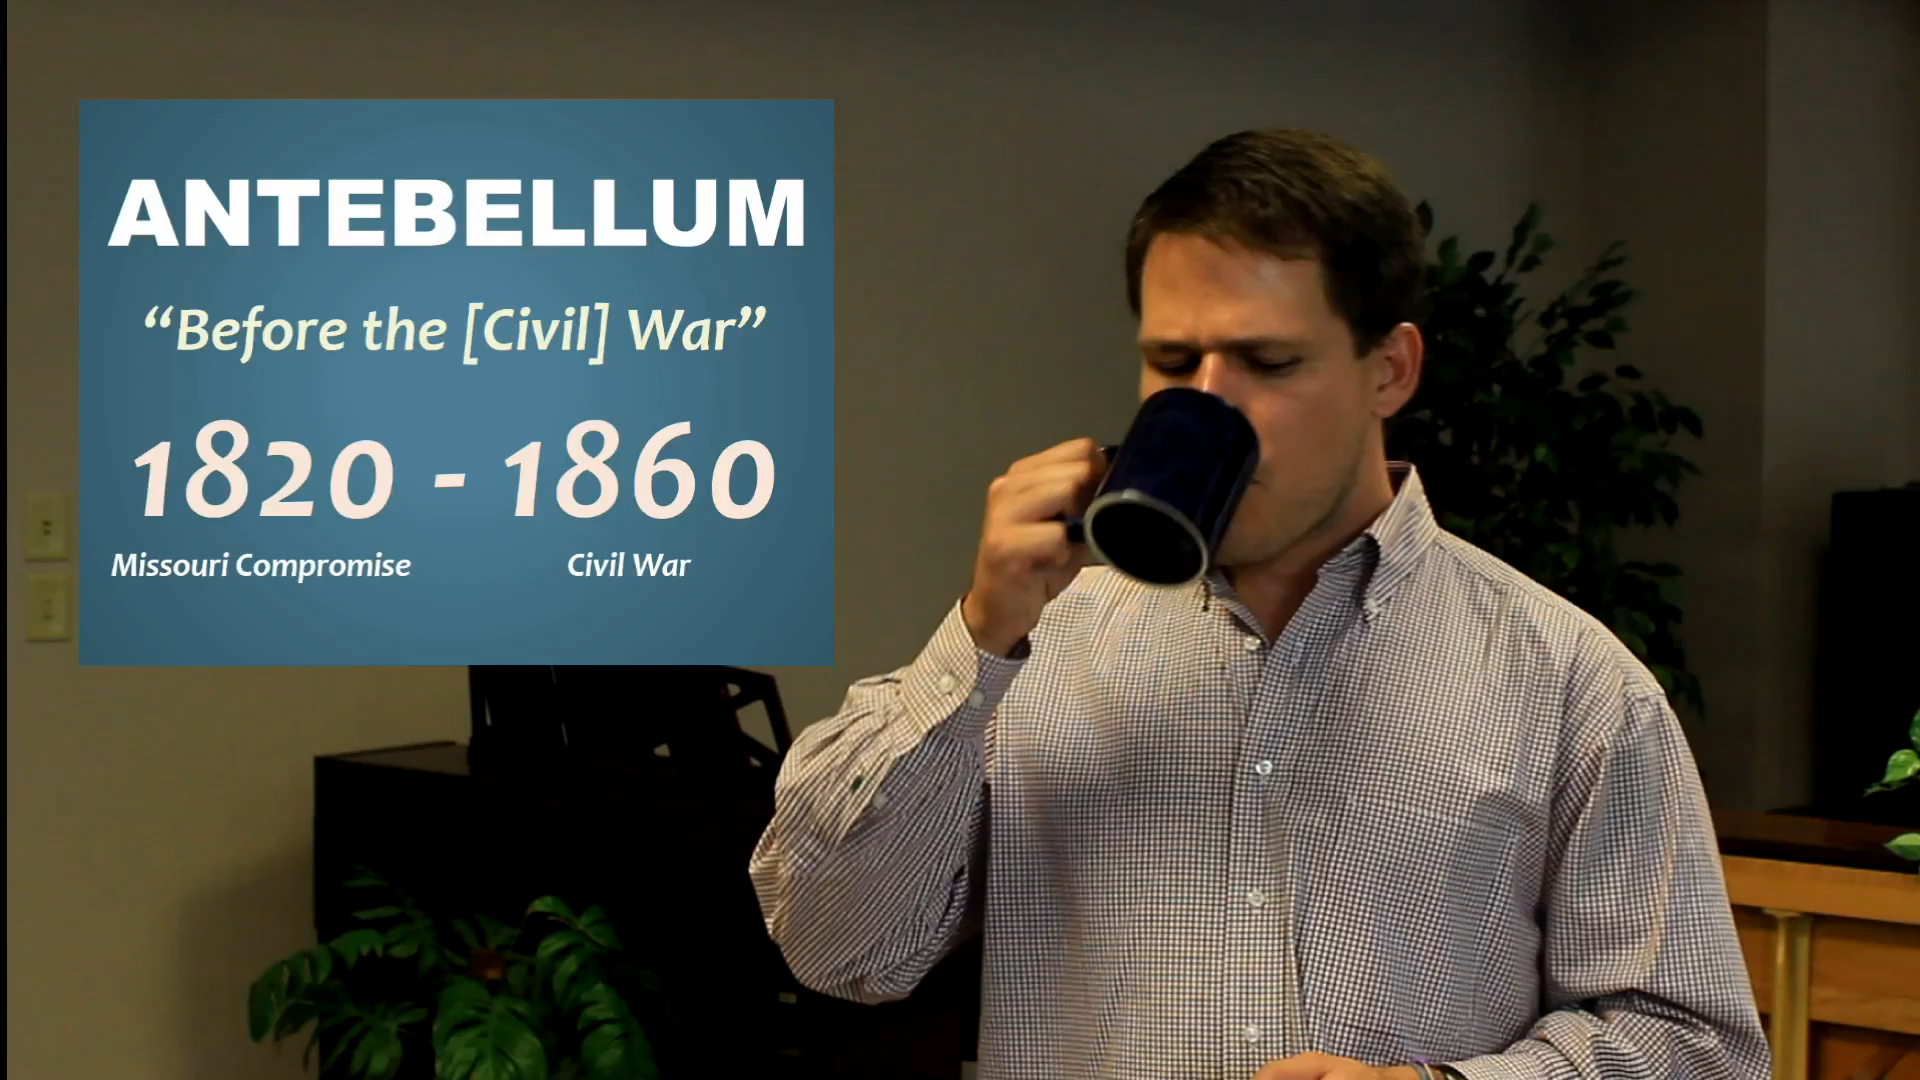 ANTEBELLUM
“Before the [Civil] War”
1820 - 1860
Missouri Compromise Civil War